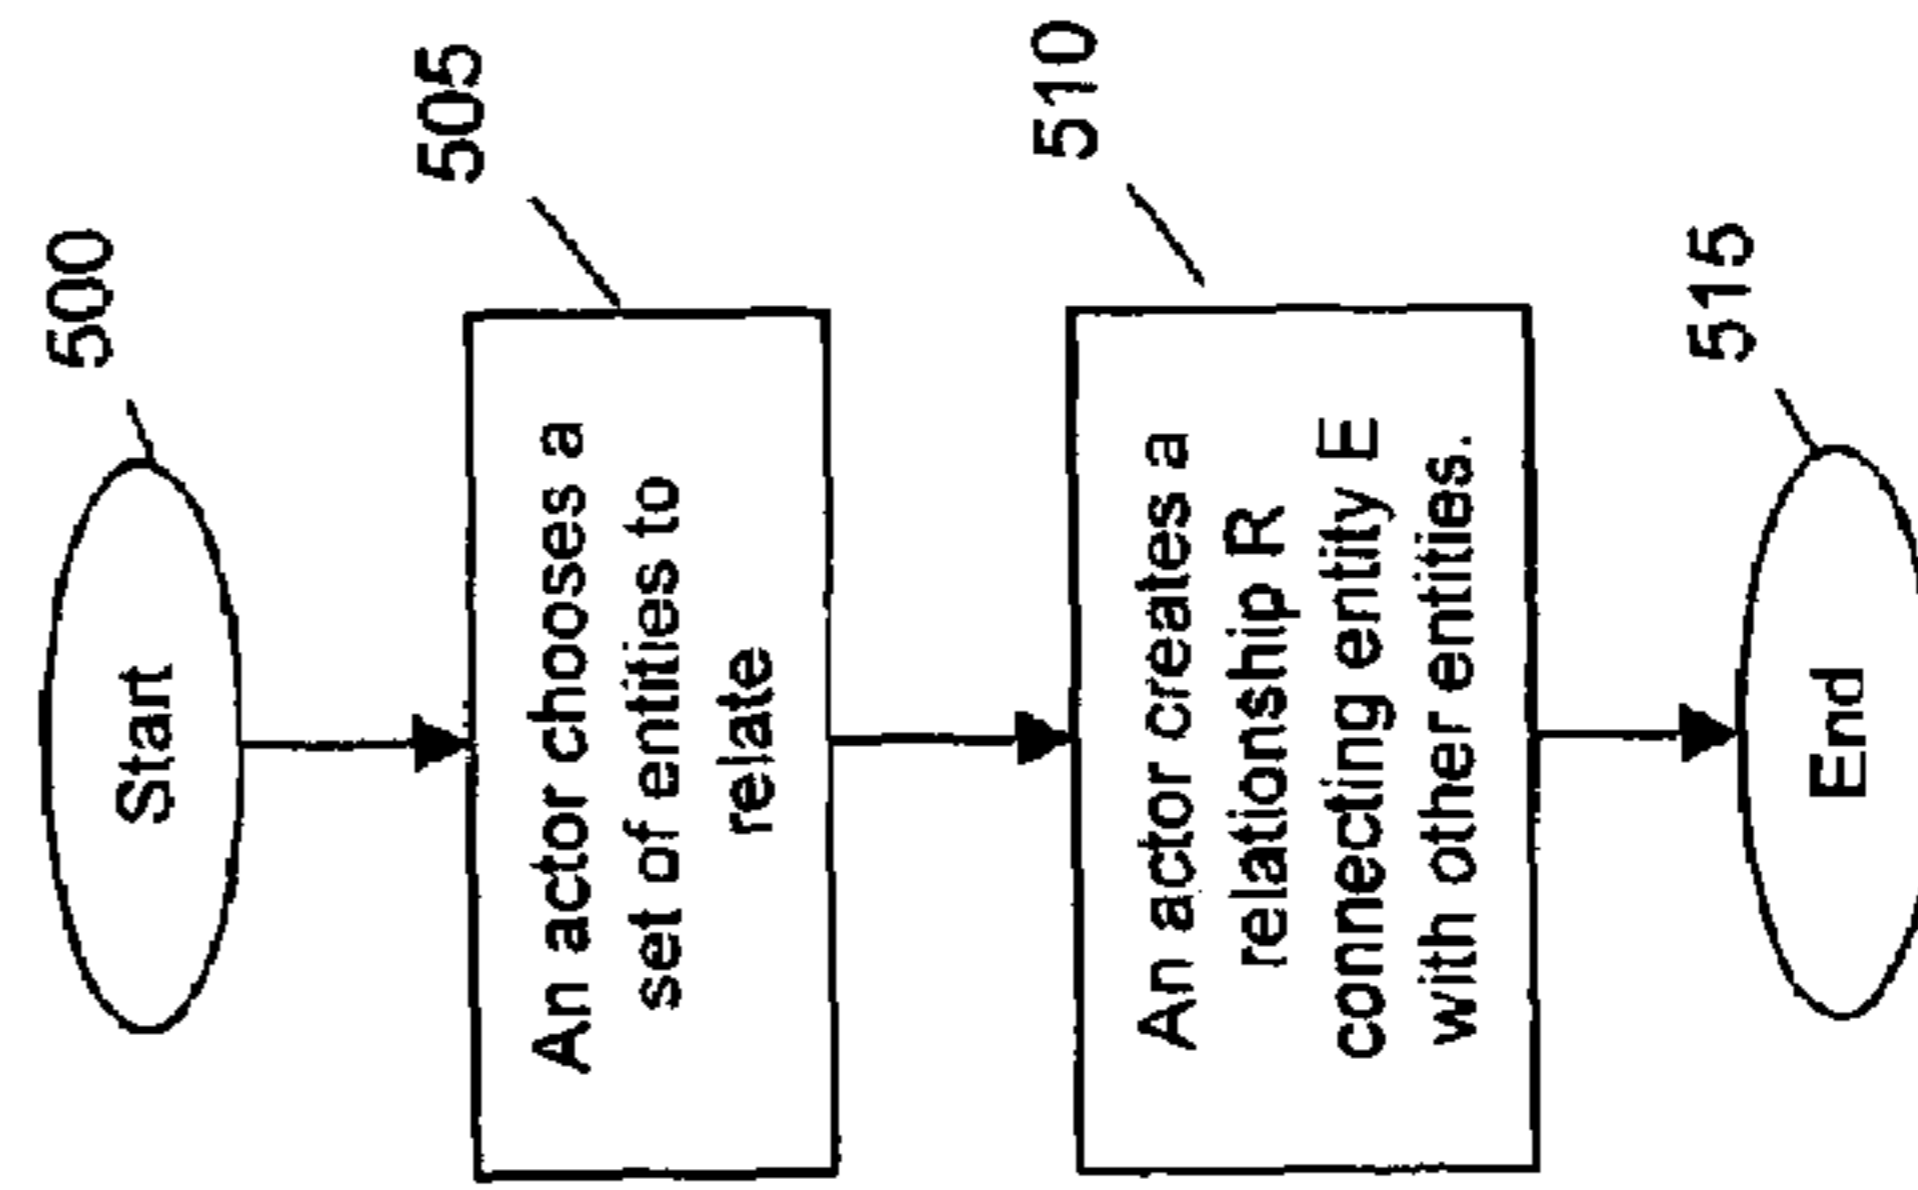 500
Start
505
An actor chooses a
set of entities to
relate
510
An actor creates a
relationship R
connecting entity E
with other entities.
515
End